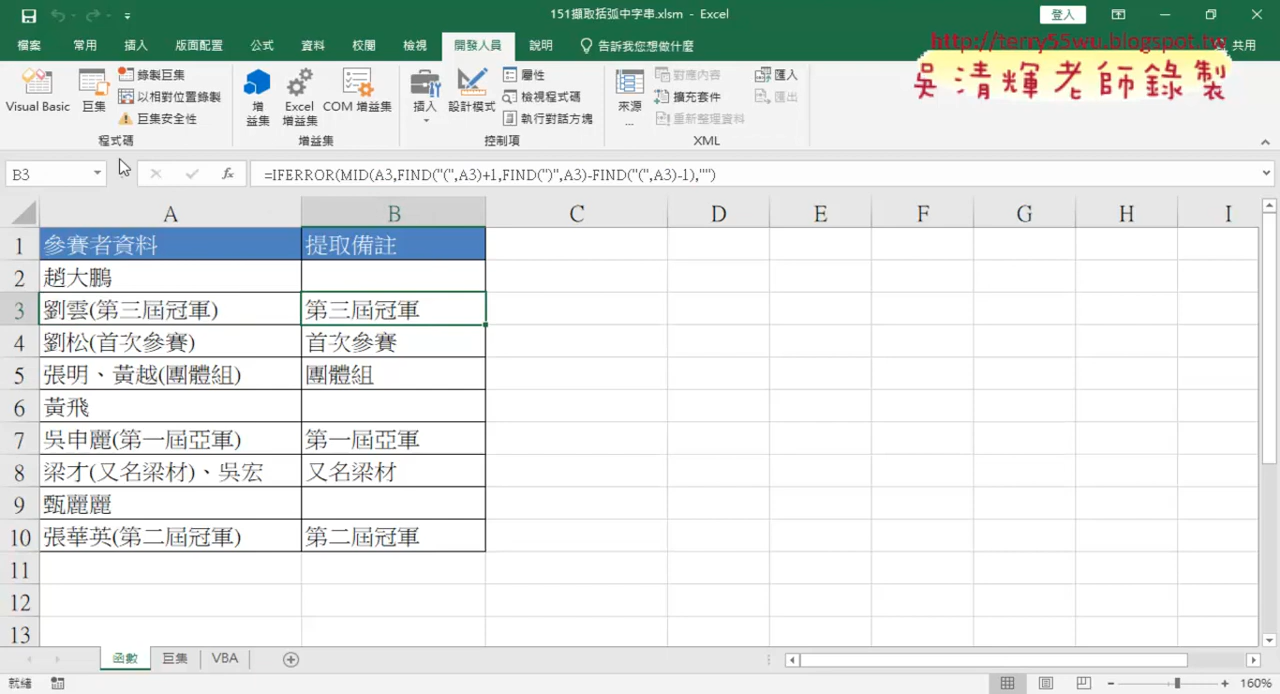 151擷取括弧中字串.xlsm - Excel
登入
檔案 常用 插入 版面配置 公式 資料 校閱 檢視 開發人員 說明 告訴我您想做什麼 共用
http://terry55wu.blogspot.tw
吳清輝老師錄製
Visual Basic
巨集
錄製巨集
以相對位置錄製
巨集安全性
程式碼
增益集
Excel 增益集
COM 增益集
增益集
插入
設計模式
屬性
檢視程式碼
執行對話方塊
控制項
來源...
對應內容
擴充套件
重新整理資料
匯入
匯出
XML
B3
fx
=IFERROR(MID(A3,FIND("(",A3)+1,FIND(")",A3)-FIND("(",A3)-1),"")
A B C D E F G H I
1 參賽者資料 提取備註
2 趙大鵬
3 劉雲(第三屆冠軍) 第三屆冠軍
4 劉松(首次參賽) 首次參賽
5 張明、黃越(團體組) 團體組
6 黃飛
7 吳申麗(第一屆亞軍) 第一屆亞軍
8 梁才(又名梁材)、吳宏 又名梁材
9 甄麗麗
10 張華英(第二屆冠軍) 第二屆冠軍
11
12
13
函數 巨集 VBA
就緒
160%